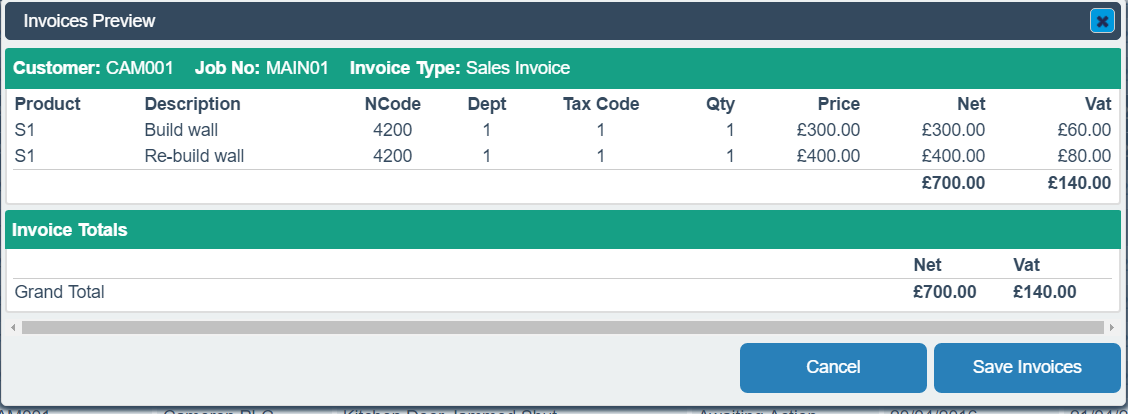 Invoices Preview
Customer: CAM001 Job No: MAIN01 Invoice Type: Sales Invoice
Product Description NCode Dept Tax Code Qty Price Net Vat
S1 Build wall 4200 1 1 1 £300.00 £300.00 £60.00
S1 Re-build wall 4200 1 1 1 £400.00 £400.00 £80.00
£700.00 £140.00
Invoice Totals
Net Vat
Grand Total £700.00 £140.00
Cancel Save Invoices